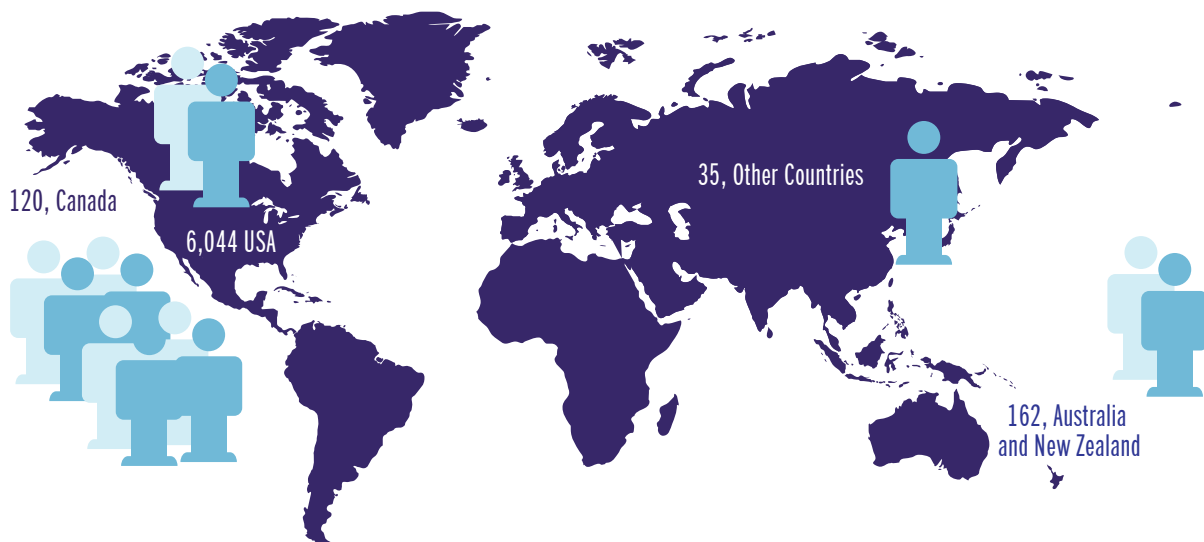 120, Canada
6,044 USA
35, Other Countries
162, Australia
and New Zealand